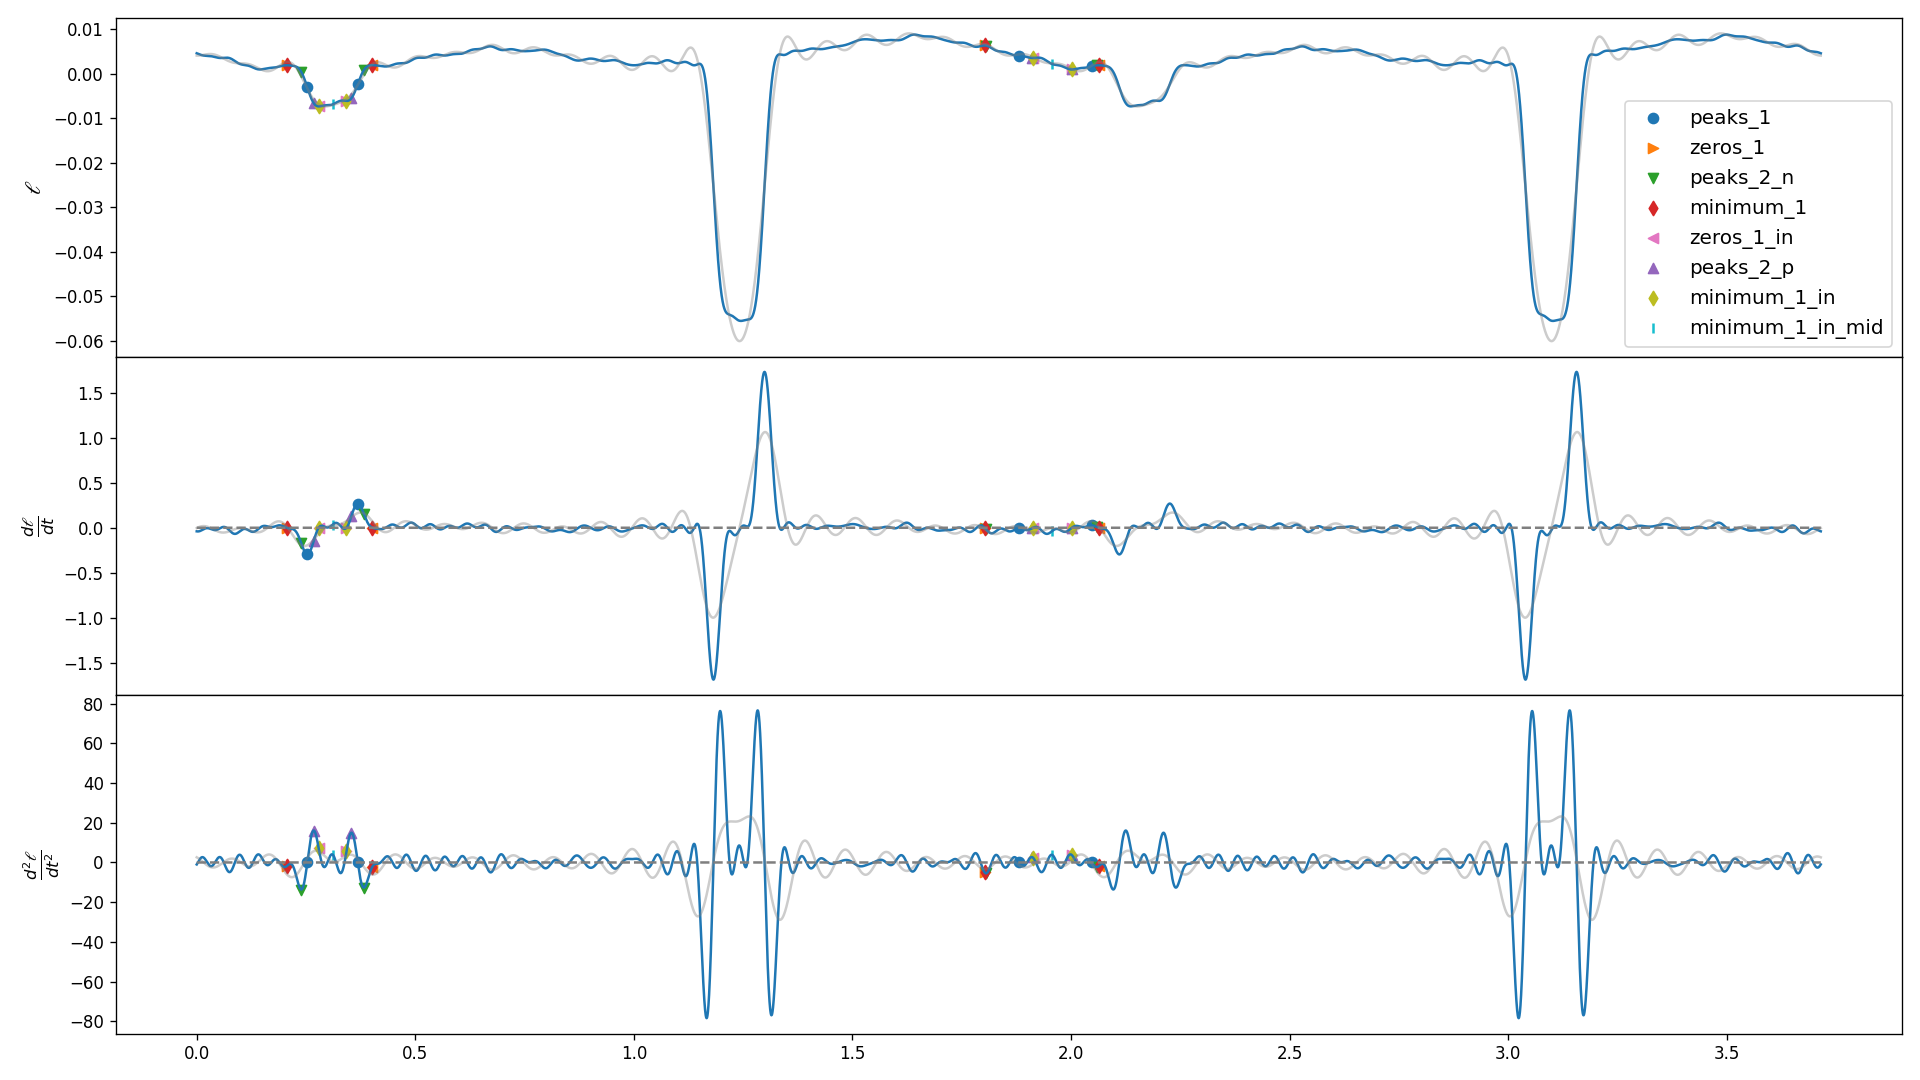 0.01
0.00
−0.01
−0.02
−0.03
−0.04
−0.05
−0.06
ℓ
peaks_1
zeros_1
peaks_2_n
minimum_1
zeros_1_in
peaks_2_p
minimum_1_in
minimum_1_in_mid
1.5
1.0
0.5
0.0
−0.5
−1.0
−1.5
dℓ
dt
80
60
40
20
0
−20
−40
−60
−80
d²ℓ
dt²
0.0 0.5 1.0 1.5 2.0 2.5 3.0 3.5